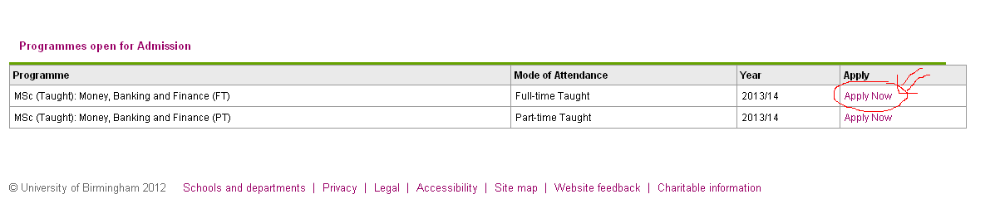 Programmes open for Admission
Programme Mode of Attendance Year Apply
MSc (Taught): Money, Banking and Finance (FT) Full-time Taught 2013/14 Apply Now
MSc (Taught): Money, Banking and Finance (PT) Part-time Taught 2013/14 Apply Now
© University of Birmingham 2012 Schools and departments | Privacy | Legal | Accessibility | Site map | Website feedback | Charitable information